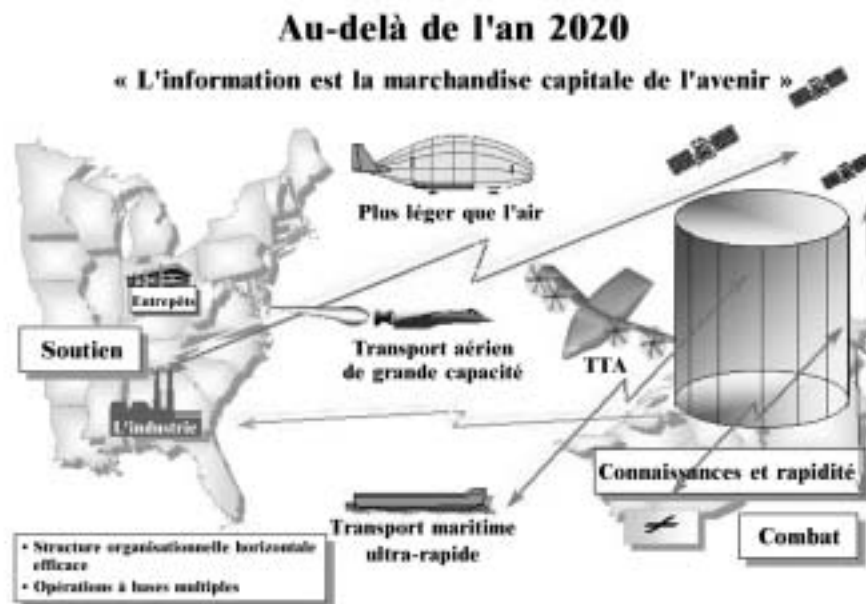 Au-delà de l'an 2020
« L'information est la marchandise capitale de l'avenir »
Plus léger que l'air
Entrepôts
Soutien
Transport aérien
de grande capacité
TTA
L'industrie
Connaissances et rapidité
Transport maritime
ultra-rapide
Combat
• Structure organisationnelle horizontale
efficace
• Opérations à bases multiples